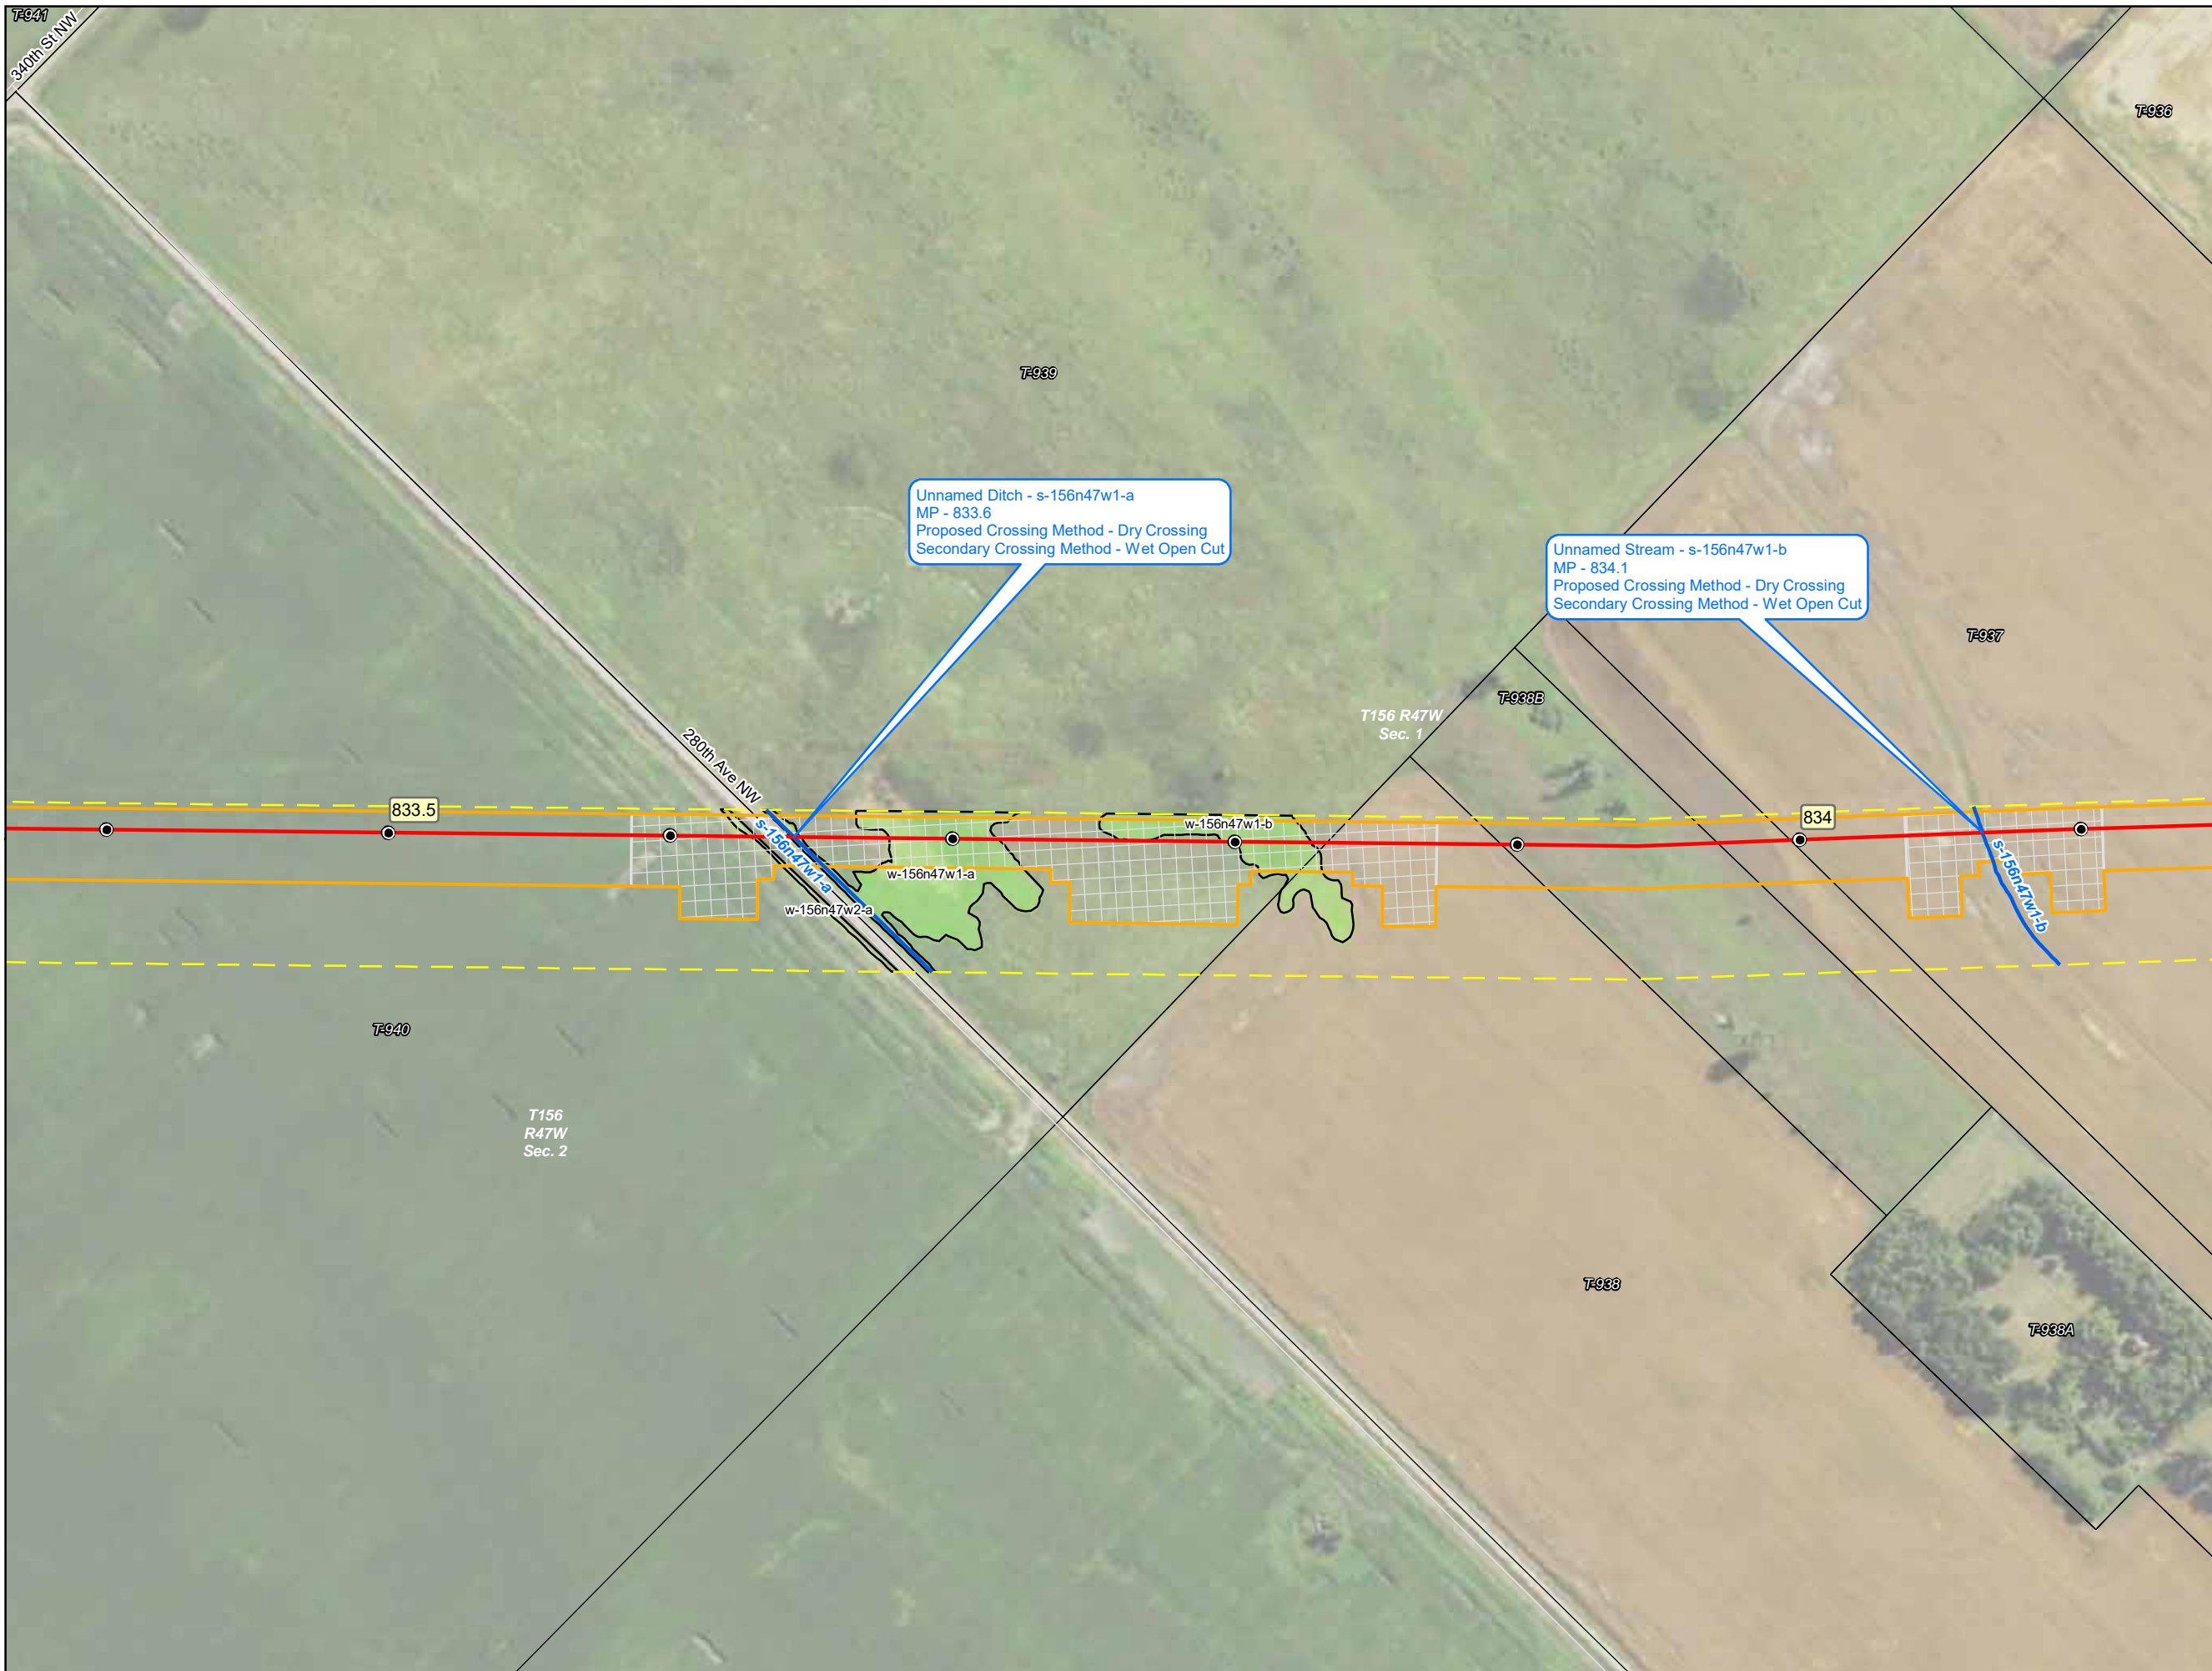 T-941
340th St NW
T-936
T-939
Unnamed Ditch - s-156n47w1-a
MP - 833.6
Proposed Crossing Method - Dry Crossing
Secondary Crossing Method - Wet Open Cut
Unnamed Stream - s-156n47w1-b
MP - 834.1
Proposed Crossing Method - Dry Crossing
Secondary Crossing Method - Wet Open Cut
T-937
T-938B
T156 R47W
Sec. 1
280th Ave NW
833.5
834
w-156n47w1-b
s-156n47w1-a
w-156n47w1-a
s-156n47w1-b
w-156n47w2-a
T-940
T156
R47W
Sec. 2
T-938
T-938A